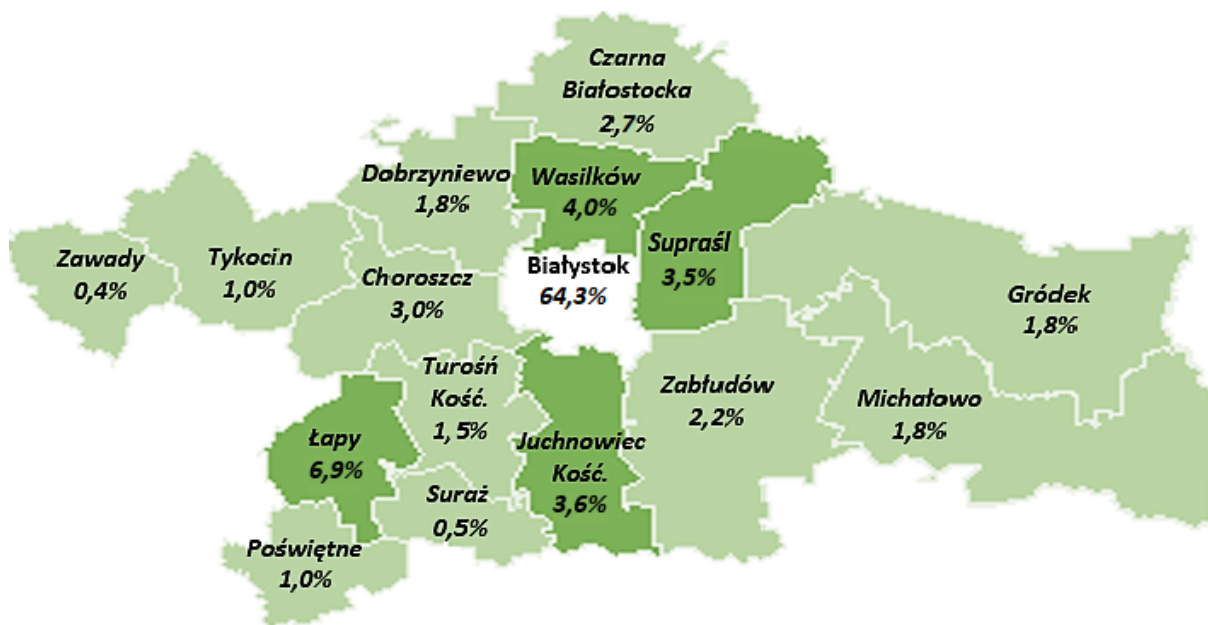 Czarna
Białostocka
2,7%
Dobrzyniewo
1,8%
Wasilków
4,0%
Supraśl
3,5%
Zawady
0,4%
Tykocin
1,0%
Choroszcz
3,0%
Białystok
64,3%
Gródek
1,8%
Turośń
Kość.
1,5%
Zabłudów
2,2%
Michałowo
1,8%
Łapy
6,9%
Juchnowiec
Kość.
3,6%
Suraż
0,5%
Poświętne
1,0%